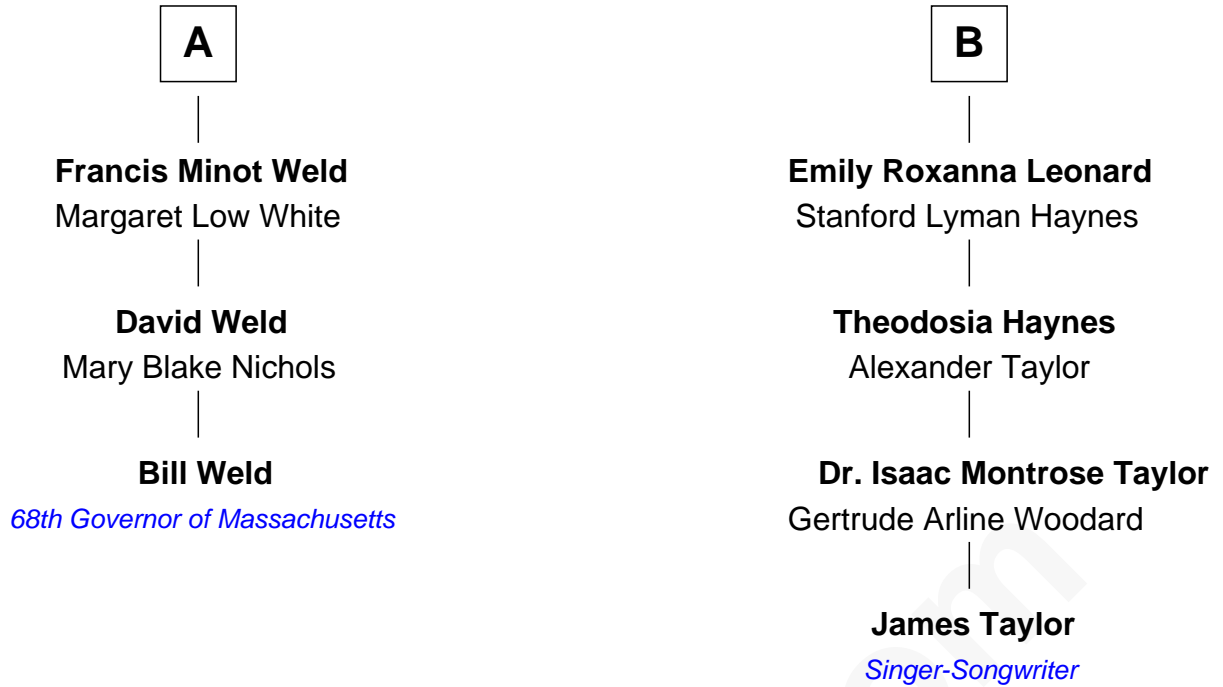 A
Francis Minot Weld
Margaret Low White
David Weld
Mary Blake Nichols
Bill Weld
68th Governor of Massachusetts
B
Emily Roxanna Leonard
Stanford Lyman Haynes
Theodosia Haynes
Alexander Taylor
Dr. Isaac Montrose Taylor
Gertrude Arline Woodard
James Taylor
Singer-Songwriter